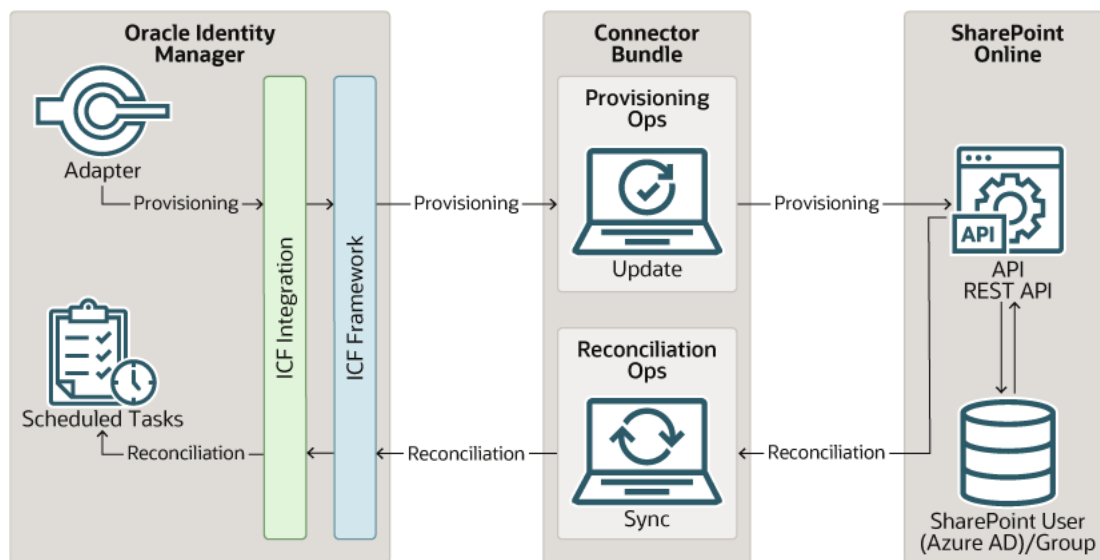 Oracle Identity
Manager
Connector
Bundle
SharePoint
Online
Adapter
Provisioning
ICF Integration
ICF Framework
Provisioning
Provisioning
Ops
Update
Provisioning
API
API
REST API
Scheduled Tasks
Reconciliation
Reconciliation
Reconciliation
Ops
Sync
Reconciliation
SharePoint User
(Azure AD)/Group